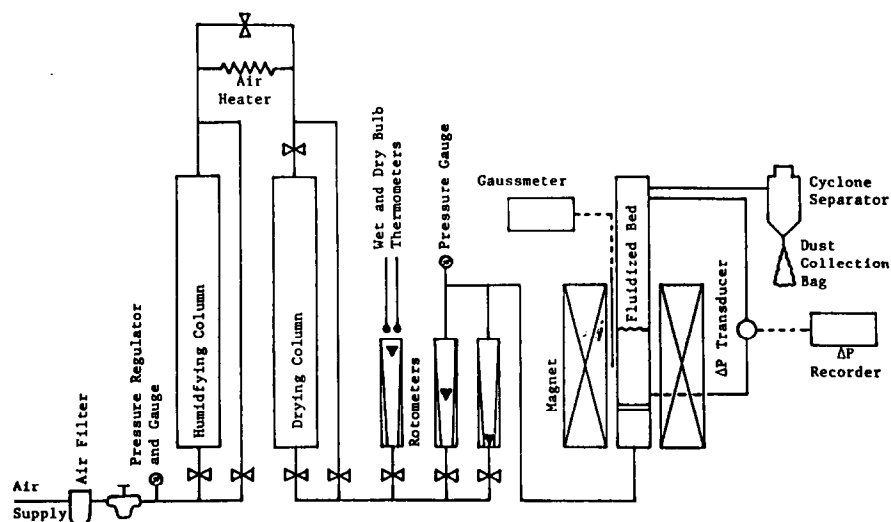 Air
Heater
Wet and Dry Bulb
Thermometers
Pressure Gauge
Gaussmeter
Cyclone
Separator
Dust
Collection
Bag
Fluidized Bed
Humidfying Column
Drying Column
Pressure Regulator
and Gauge
Air Filter
Rotometers
Magnet
ΔP Transducer
ΔP
Recorder
Air
Supply